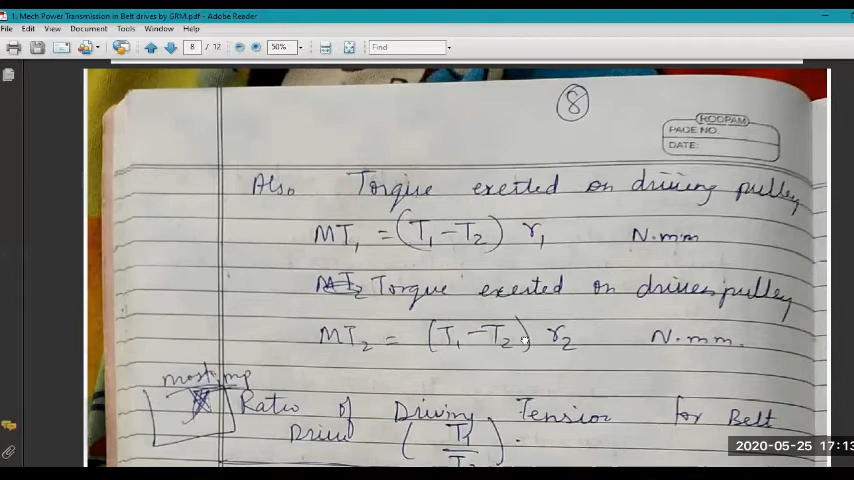 1. Mech Power Transmission in Belt drives by GRM.pdf - Adobe Reader
File Edit View Document Tools Window Help
8 / 12 50% Find
8
ROOPAM
PAGE NO.
DATE:
Also Torque exerted on driving pulley
MT₁ = (T₁ - T₂) r₁ N.mm
Torque exerted on driven pulley
MT₂ = (T₁ - T₂) r₂ N.mm.
most imp
Ratio of Driving Tension for Belt
Drive (T₁/T₂).
2020-05-25 17:13